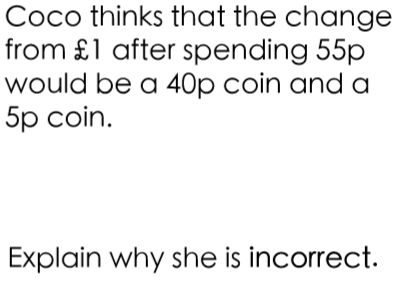 Coco thinks that the change
from £1 after spending 55p
would be a 40p coin and a
5p coin.
Explain why she is incorrect.